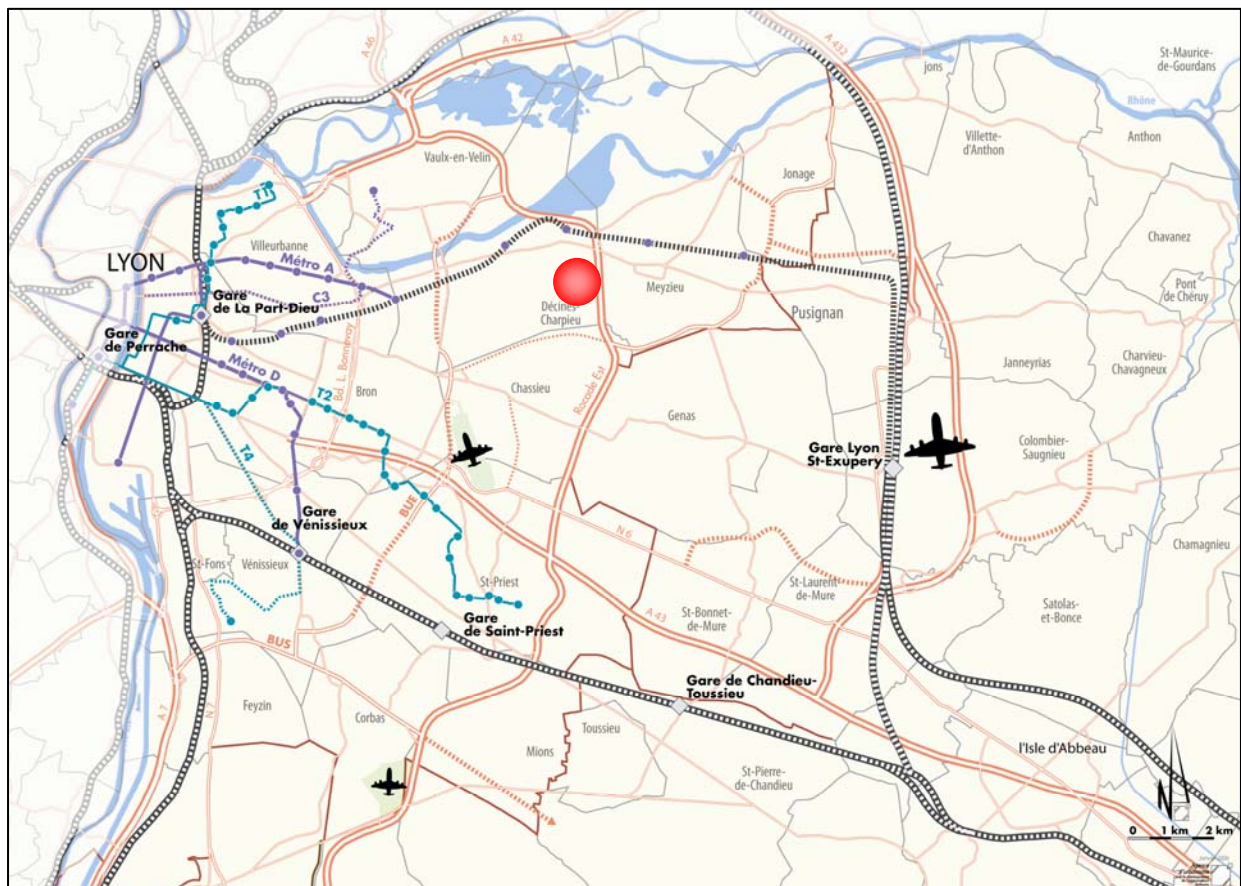 A 46
A 42
A 432
jons
St-Maurice-
de-Gourdans
Rhône
Villette-
d'Anthon
Anthon
Vaulx-en-Velin
Jonage
T1
Villeurbanne
LYON
Métro A
Chavanez
C3
Gare
de La Part-Dieu
Décines-
Charpieu
Meyzieu
Pusignan
Pont
de Chéruy
Gare
de Perrache
Métro D
Bd. L. Bonnevay
Bron
T2
Chassieu
Rocade Est
Genas
Janneyrias
Charvieu-
Chavagneux
T4
Gare Lyon
St-Exupery
Colombier-
Saugnieu
Gare
de Vénissieux
BUE
N 6
Chamagnieu
St-Fons
Vénissieux
St-Priest
A 43
St-Laurent
de-Mure
St-Bonnet-
de-Mure
Satolas-
et-Bonce
BUS
Gare
de Saint-Priest
Gare de Chandieu-
Toussieu
A 7
N 7
Feyzin
Corbas
Mions
Toussieu
St-Pierre-
de-Chandieu
l'Isle d'Abbeau
N
0 1 km 2 km